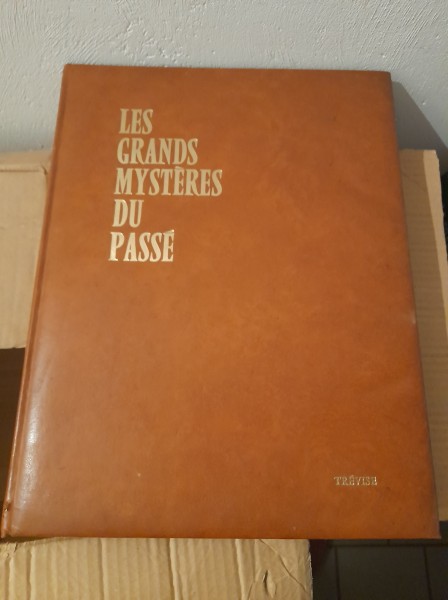 LES
GRANDS
MYSTÈRES
DU
PASSÉ
TRÉVISE